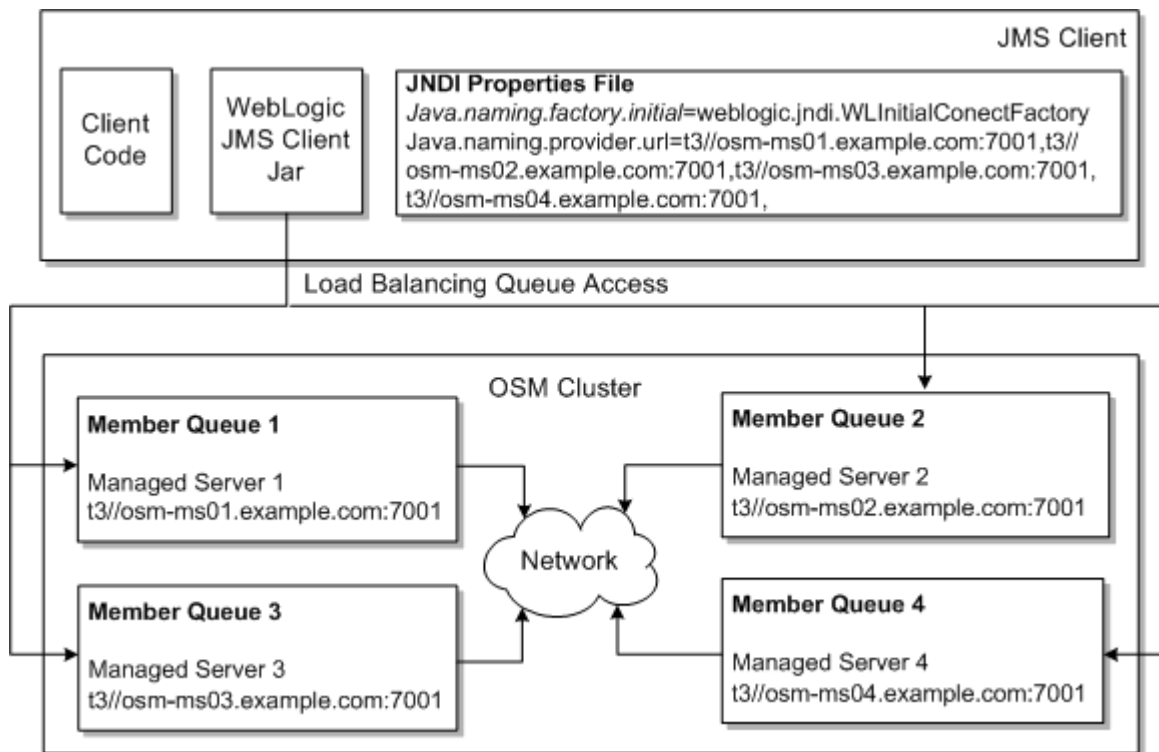 JMS Client
Client
Code
WebLogic
JMS Client
Jar
JNDI Properties File
Java.naming.factory.initial=weblogic.jndi.WLInitialConectFactory
Java.naming.provider.url=t3//osm-ms01.example.com:7001,t3//
osm-ms02.example.com:7001,t3//osm-ms03.example.com:7001,
t3//osm-ms04.example.com:7001,
Load Balancing Queue Access
OSM Cluster
Member Queue 1
Managed Server 1
t3//osm-ms01.example.com:7001
Member Queue 2
Managed Server 2
t3//osm-ms02.example.com:7001
Network
Member Queue 3
Managed Server 3
t3//osm-ms03.example.com:7001
Member Queue 4
Managed Server 4
t3//osm-ms04.example.com:7001